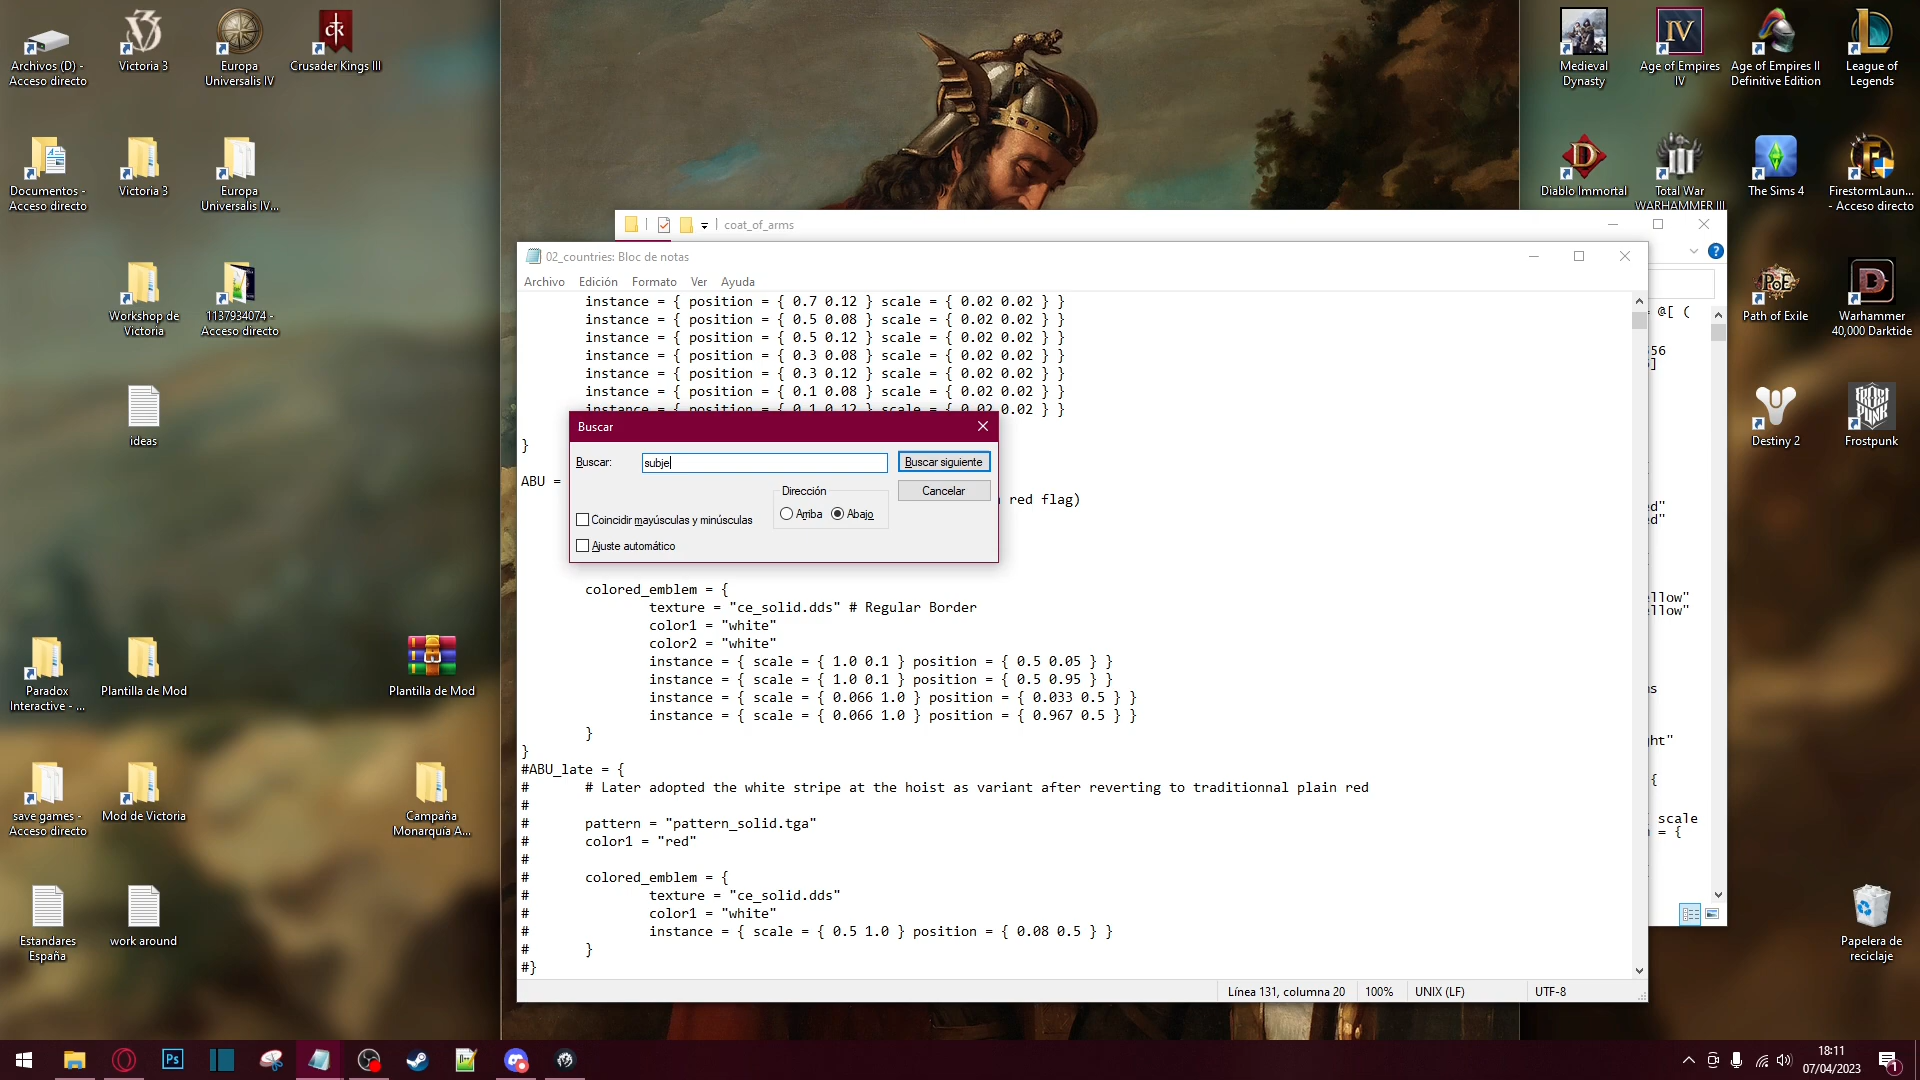 Archivos (D) -
Acceso directo
Victoria 3
Europa
Universalis IV
Crusader Kings III
Documentos -
Acceso directo
Victoria 3
Europa
Universalis IV...
Workshop de
Victoria
1137934074 -
Acceso directo
ideas
Paradox
Interactive - ...
Plantilla de Mod
Plantilla de Mod
save games -
Acceso directo
Mod de Victoria
Campaña
Monarquia A...
Estandares
España
work around
Medieval
Dynasty
Age of Empires
IV
Age of Empires II
Definitive Edition
League of
Legends
Diablo Immortal
Total War
WARHAMMER III
The Sims 4
FirestormLaun...
- Acceso directo
Path of Exile
Warhammer
40,000 Darktide
Destiny 2
Frostpunk
Papelera de
reciclaje
coat_of_arms
02_countries: Bloc de notas
Archivo Edición Formato Ver Ayuda
instance = { position = { 0.7 0.12 } scale = { 0.02 0.02 } }
instance = { position = { 0.5 0.08 } scale = { 0.02 0.02 } }
instance = { position = { 0.5 0.12 } scale = { 0.02 0.02 } }
instance = { position = { 0.3 0.08 } scale = { 0.02 0.02 } }
instance = { position = { 0.3 0.12 } scale = { 0.02 0.02 } }
instance = { position = { 0.1 0.08 } scale = { 0.02 0.02 } }
instance = { position = { 0.1 0.12 } scale = { 0.02 0.02 } }
}
ABU =
red flag)
Buscar
Buscar:
subje
Buscar siguiente
Cancelar
Dirección
Arriba Abajo
Coincidir mayúsculas y minúsculas
Ajuste automático
colored_emblem = {
texture = "ce_solid.dds" # Regular Border
color1 = "white"
color2 = "white"
instance = { scale = { 1.0 0.1 } position = { 0.5 0.05 } }
instance = { scale = { 1.0 0.1 } position = { 0.5 0.95 } }
instance = { scale = { 0.066 1.0 } position = { 0.033 0.5 } }
instance = { scale = { 0.066 1.0 } position = { 0.967 0.5 } }
}
}
#ABU_late = {
# # Later adopted the white stripe at the hoist as variant after reverting to traditionnal plain red
#
# pattern = "pattern_solid.tga"
# color1 = "red"
#
# colored_emblem = {
# texture = "ce_solid.dds"
# color1 = "white"
# instance = { scale = { 0.5 1.0 } position = { 0.08 0.5 } }
# }
#}
Línea 131, columna 20 100% UNIX (LF) UTF-8
= @[ (
{
scale
= {
18:11
07/04/2023
1